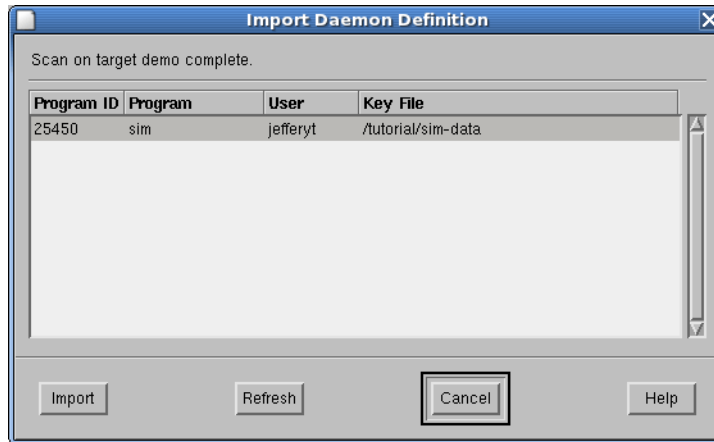 Import Daemon Definition
Scan on target demo complete.
Program ID Program User Key File
25450 sim jefferyt /tutorial/sim-data
Import Refresh Cancel Help